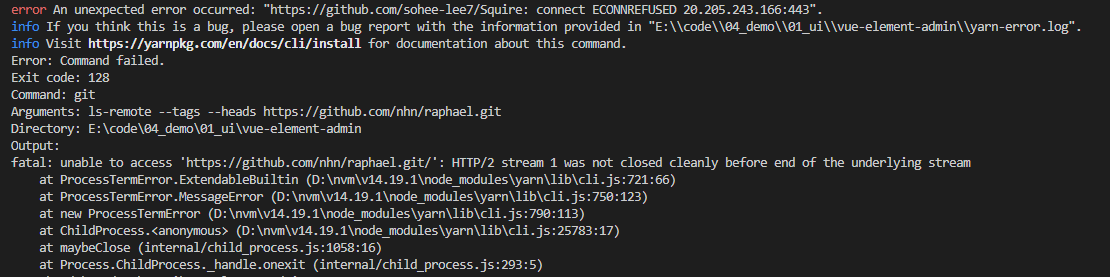 error An unexpected error occurred: "https://github.com/sohee-lee7/Squire: connect ECONNREFUSED 20.205.243.166:443".
info If you think this is a bug, please open a bug report with the information provided in "E:\\code\\04_demo\\01_ui\\vue-element-admin\\yarn-error.log".
info Visit https://yarnpkg.com/en/docs/cli/install for documentation about this command.
Error: Command failed.
Exit code: 128
Command: git
Arguments: ls-remote --tags --heads https://github.com/nhn/raphael.git
Directory: E:\code\04_demo\01_ui\vue-element-admin
Output:
fatal: unable to access 'https://github.com/nhn/raphael.git/': HTTP/2 stream 1 was not closed cleanly before end of the underlying stream
    at ProcessTermError.ExtendableBuiltin (D:\nvm\v14.19.1\node_modules\yarn\lib\cli.js:721:66)
    at ProcessTermError.MessageError (D:\nvm\v14.19.1\node_modules\yarn\lib\cli.js:750:123)
    at new ProcessTermError (D:\nvm\v14.19.1\node_modules\yarn\lib\cli.js:790:113)
    at ChildProcess.<anonymous> (D:\nvm\v14.19.1\node_modules\yarn\lib\cli.js:25783:17)
    at maybeClose (internal/child_process.js:1058:16)
    at Process.ChildProcess._handle.onexit (internal/child_process.js:293:5)